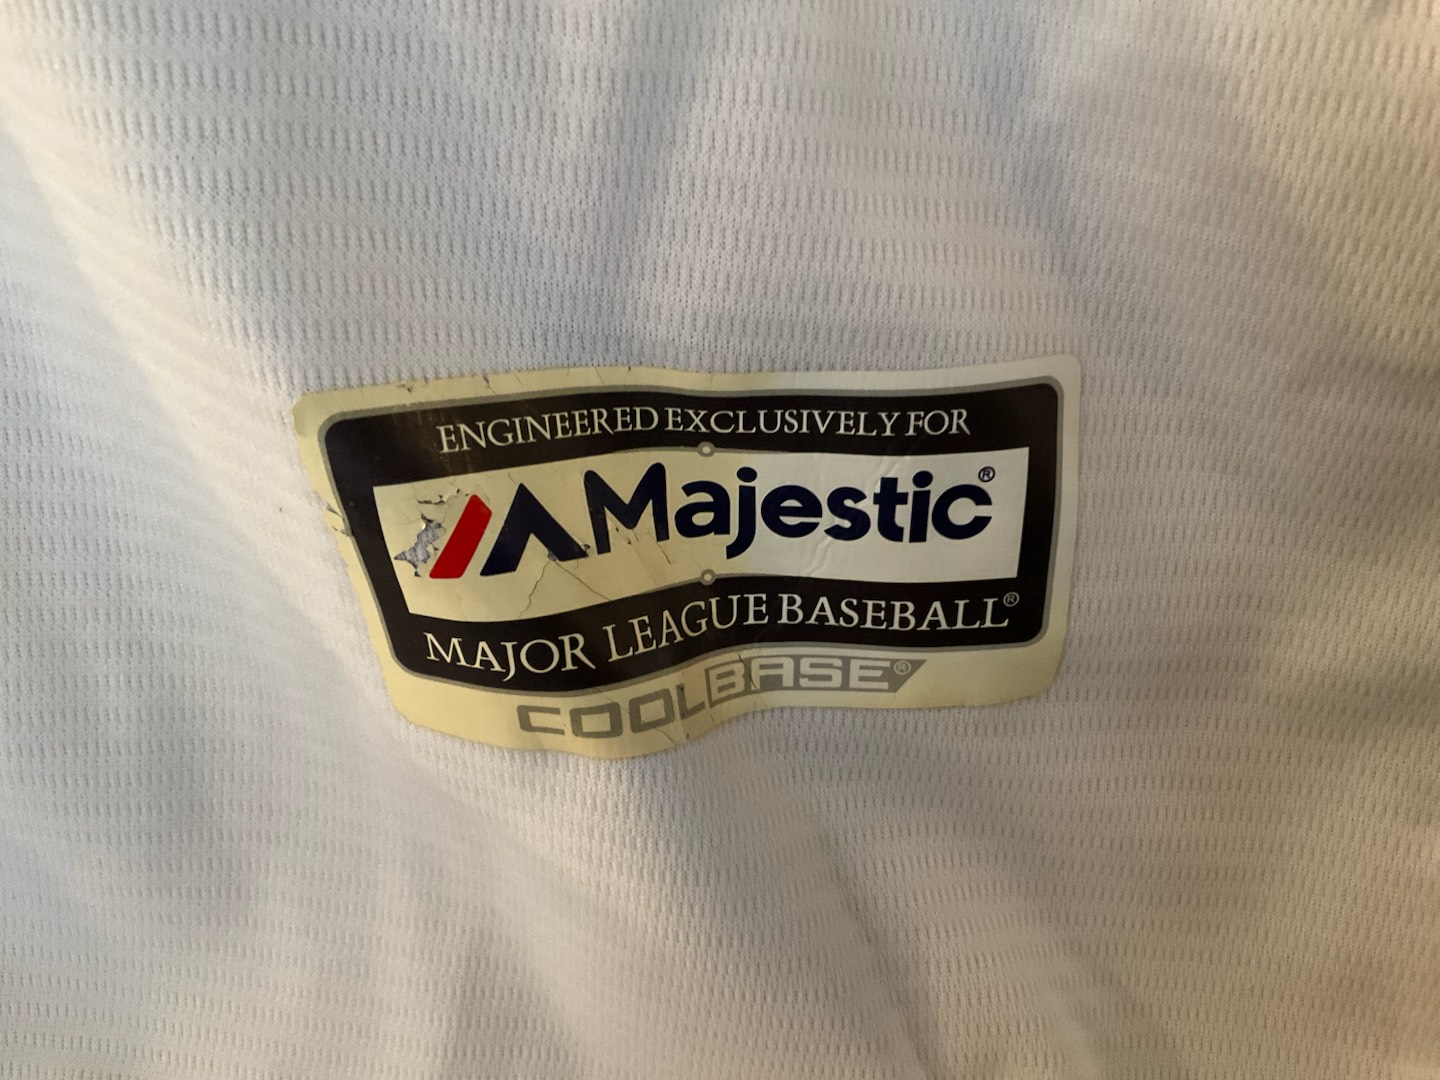 ENGINEERED EXCLUSIVELY FOR
Majestic®
MAJOR LEAGUE BASEBALL®
COOLBASE®